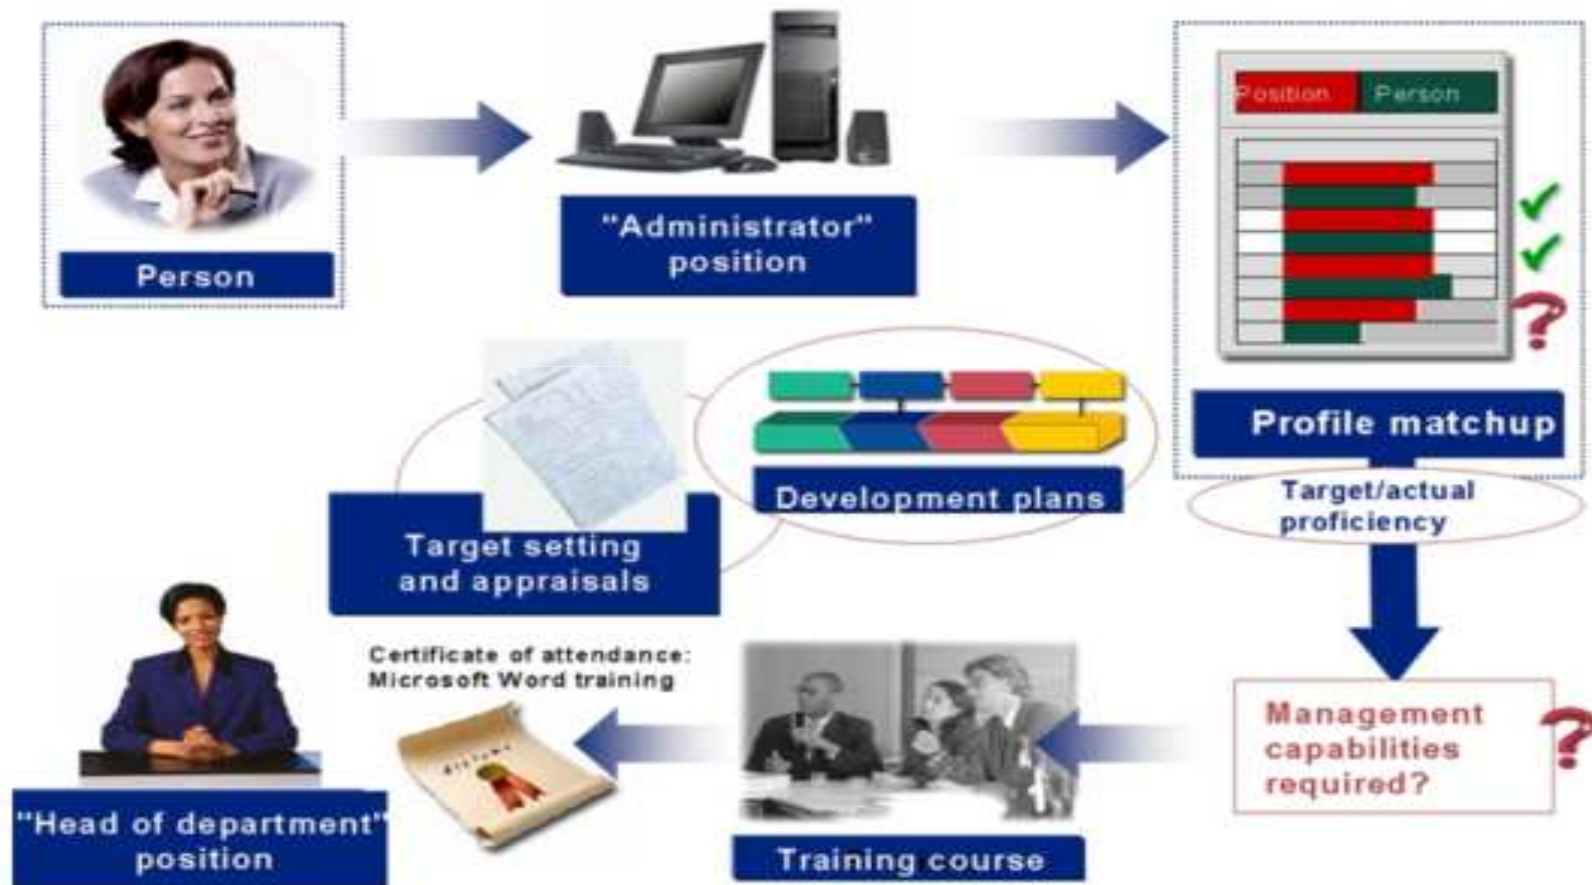 Person
"Administrator"
position
Position Person
Profile matchup
Target/actual
proficiency
Development plans
Target setting
and appraisals
Management
capabilities
required?
Training course
Certificate of attendance:
Microsoft Word training
diploma
"Head of department"
position